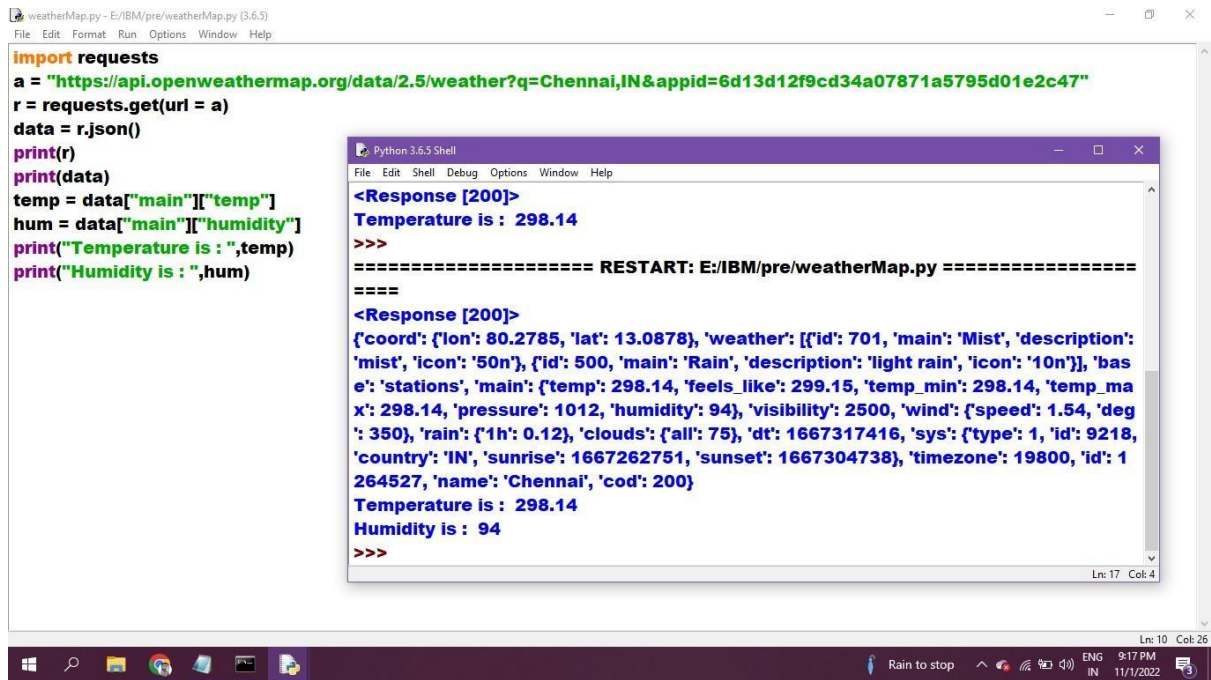 weatherMap.py - E:/IBM/pre/weatherMap.py (3.6.5)
File Edit Format Run Options Window Help
import requests
a = "https://api.openweathermap.org/data/2.5/weather?q=Chennai,IN&appid=6d13d12f9cd34a07871a5795d01e2c47"
r = requests.get(url = a)
data = r.json()
print(r)
print(data)
temp = data["main"]["temp"]
hum = data["main"]["humidity"]
print("Temperature is : ",temp)
print("Humidity is : ",hum)
Python 3.6.5 Shell
File Edit Shell Debug Options Window Help
<Response [200]>
Temperature is :  298.14
>>>
===================== RESTART: E:/IBM/pre/weatherMap.py =================
====
<Response [200]>
{'coord': {'lon': 80.2785, 'lat': 13.0878}, 'weather': [{'id': 701, 'main': 'Mist', 'description':
'mist', 'icon': '50n'}, {'id': 500, 'main': 'Rain', 'description': 'light rain', 'icon': '10n'}], 'bas
e': 'stations', 'main': {'temp': 298.14, 'feels_like': 299.15, 'temp_min': 298.14, 'temp_ma
x': 298.14, 'pressure': 1012, 'humidity': 94}, 'visibility': 2500, 'wind': {'speed': 1.54, 'deg
': 350}, 'rain': {'1h': 0.12}, 'clouds': {'all': 75}, 'dt': 1667317416, 'sys': {'type': 1, 'id': 9218,
'country': 'IN', 'sunrise': 1667262751, 'sunset': 1667304738}, 'timezone': 19800, 'id': 1
264527, 'name': 'Chennai', 'cod': 200}
Temperature is :  298.14
Humidity is :  94
>>>
Ln: 17 Col: 4
Ln: 10 Col: 26
Rain to stop
ENG
IN
9:17 PM
11/1/2022
3